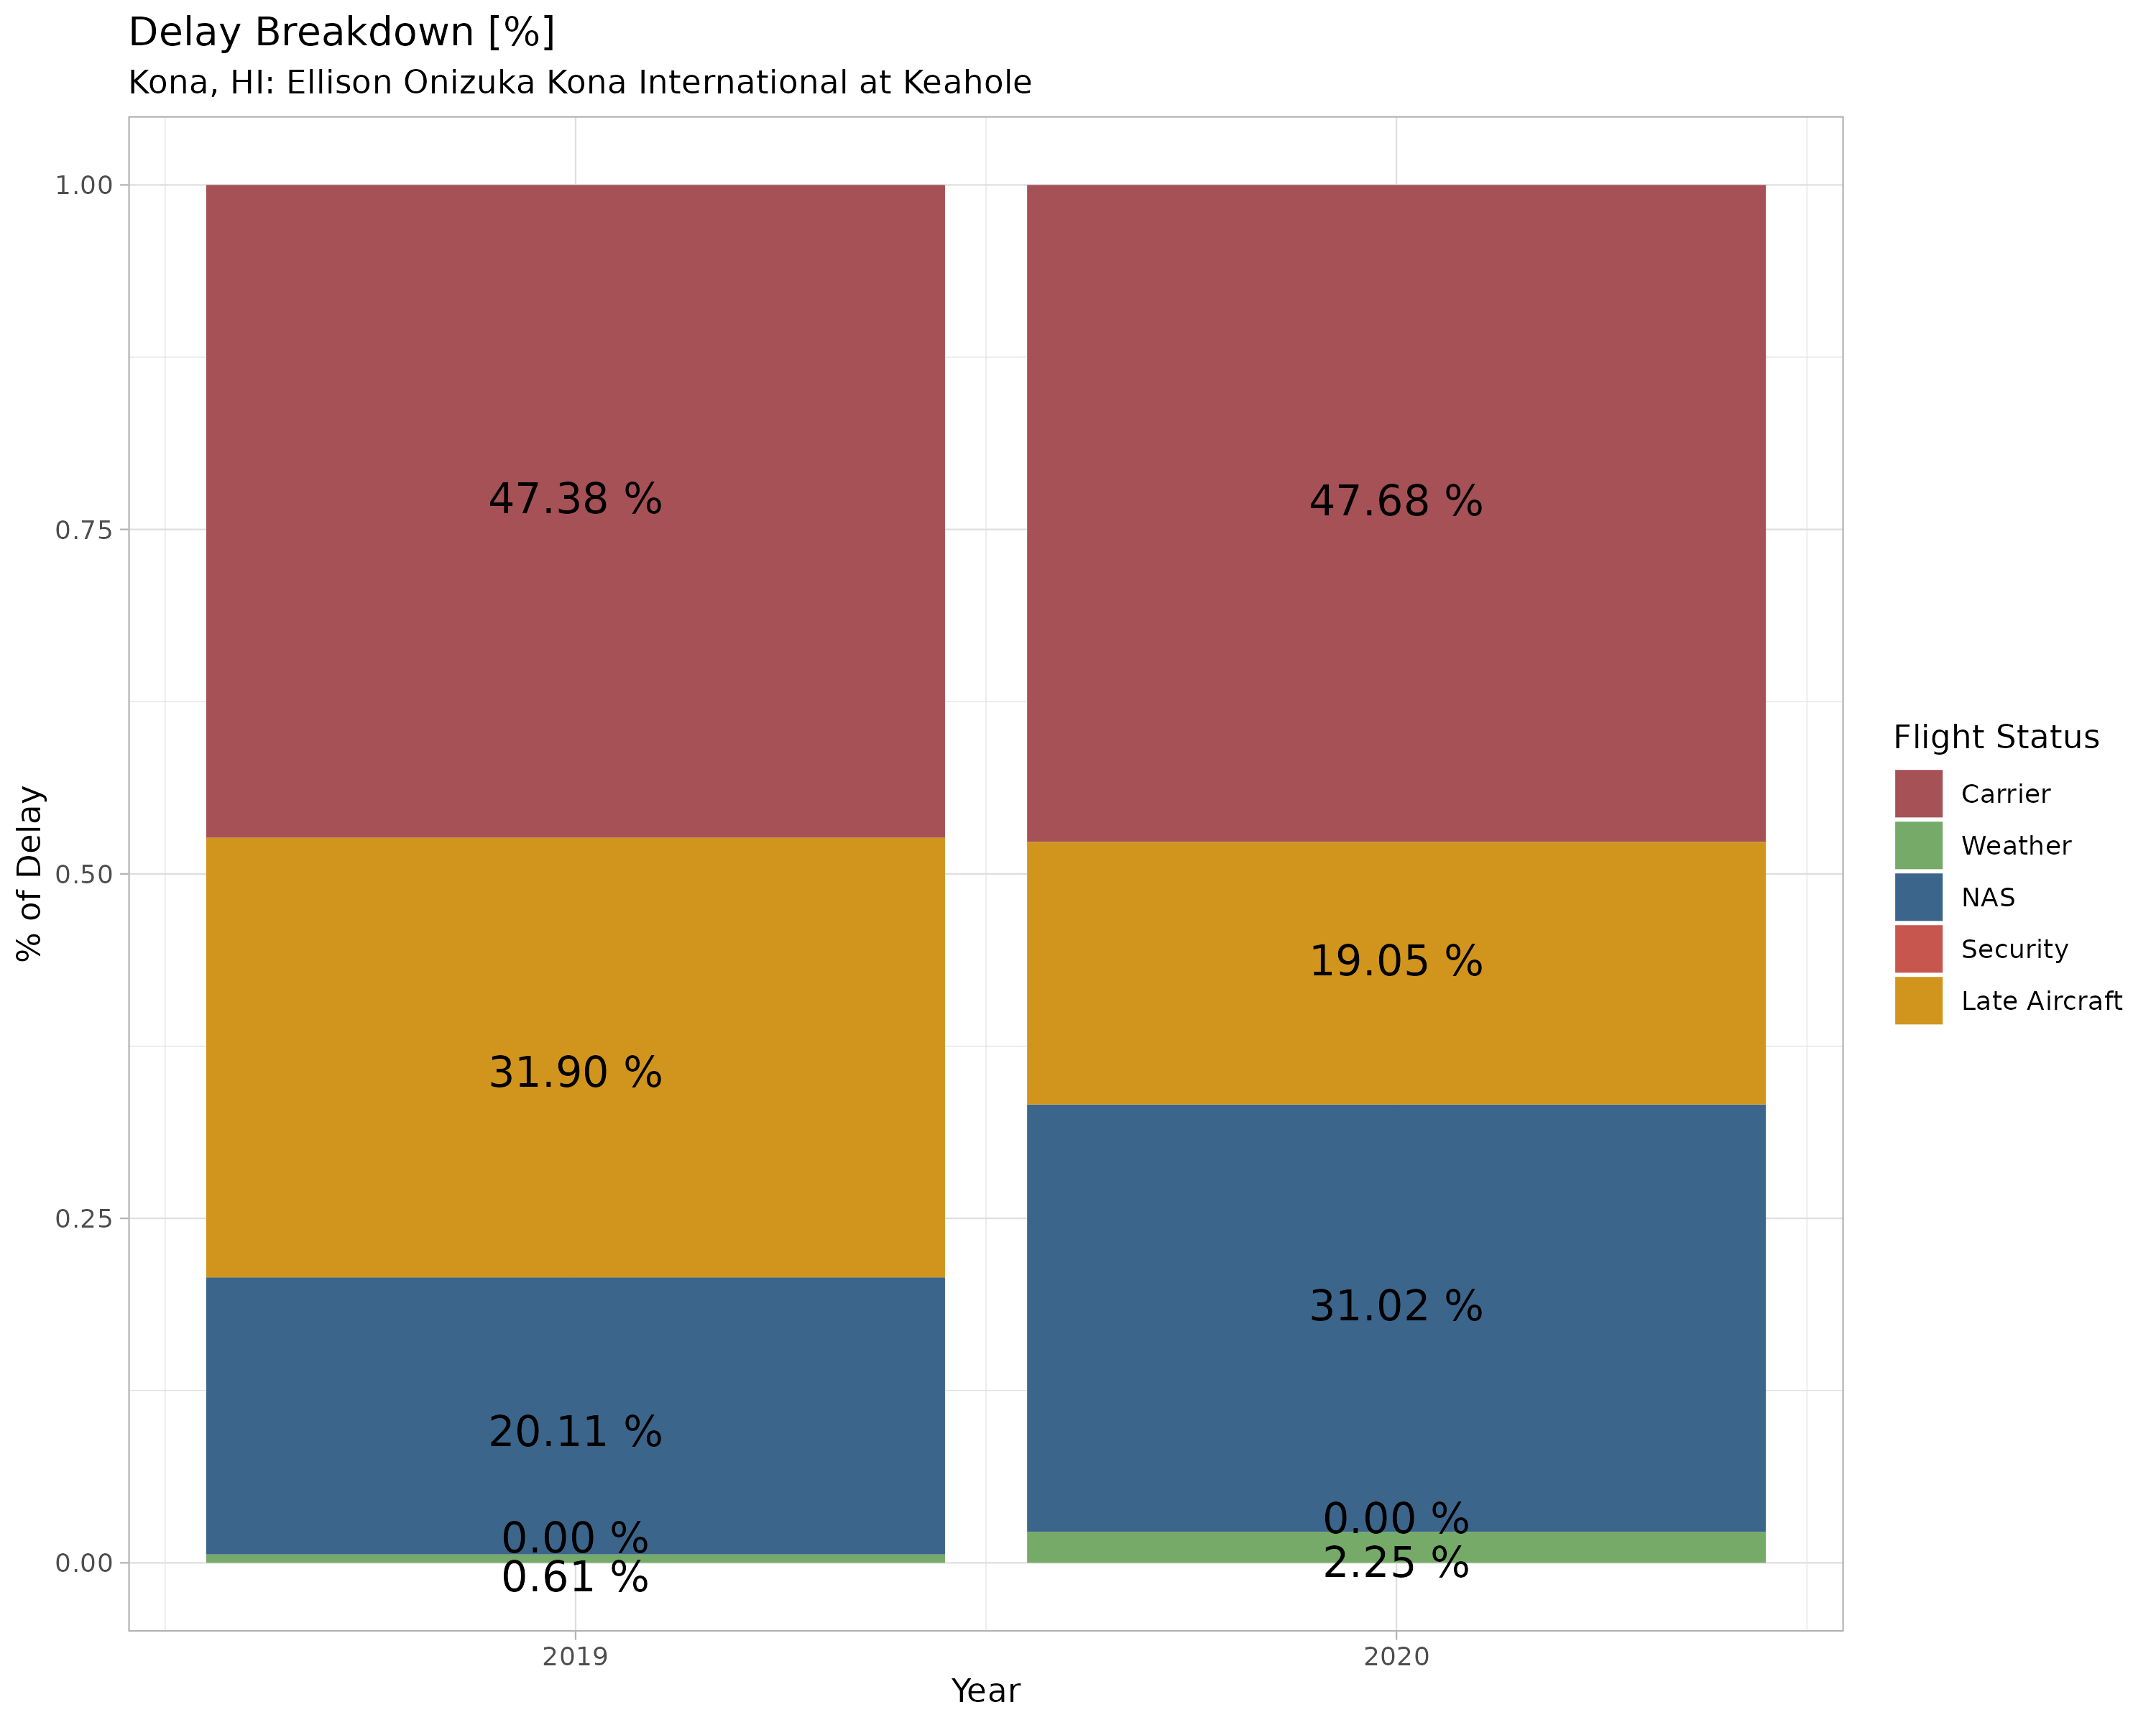 Delay Breakdown [%]
Kona, HI: Ellison Onizuka Kona International at Keahole
% of Delay
1.00
0.75
0.50
0.25
0.00
47.38 %
31.90 %
20.11 %
0.00 %
0.61 %
47.68 %
19.05 %
31.02 %
0.00 %
2.25 %
2019
2020
Year
Flight Status
Carrier
Weather
NAS
Security
Late Aircraft